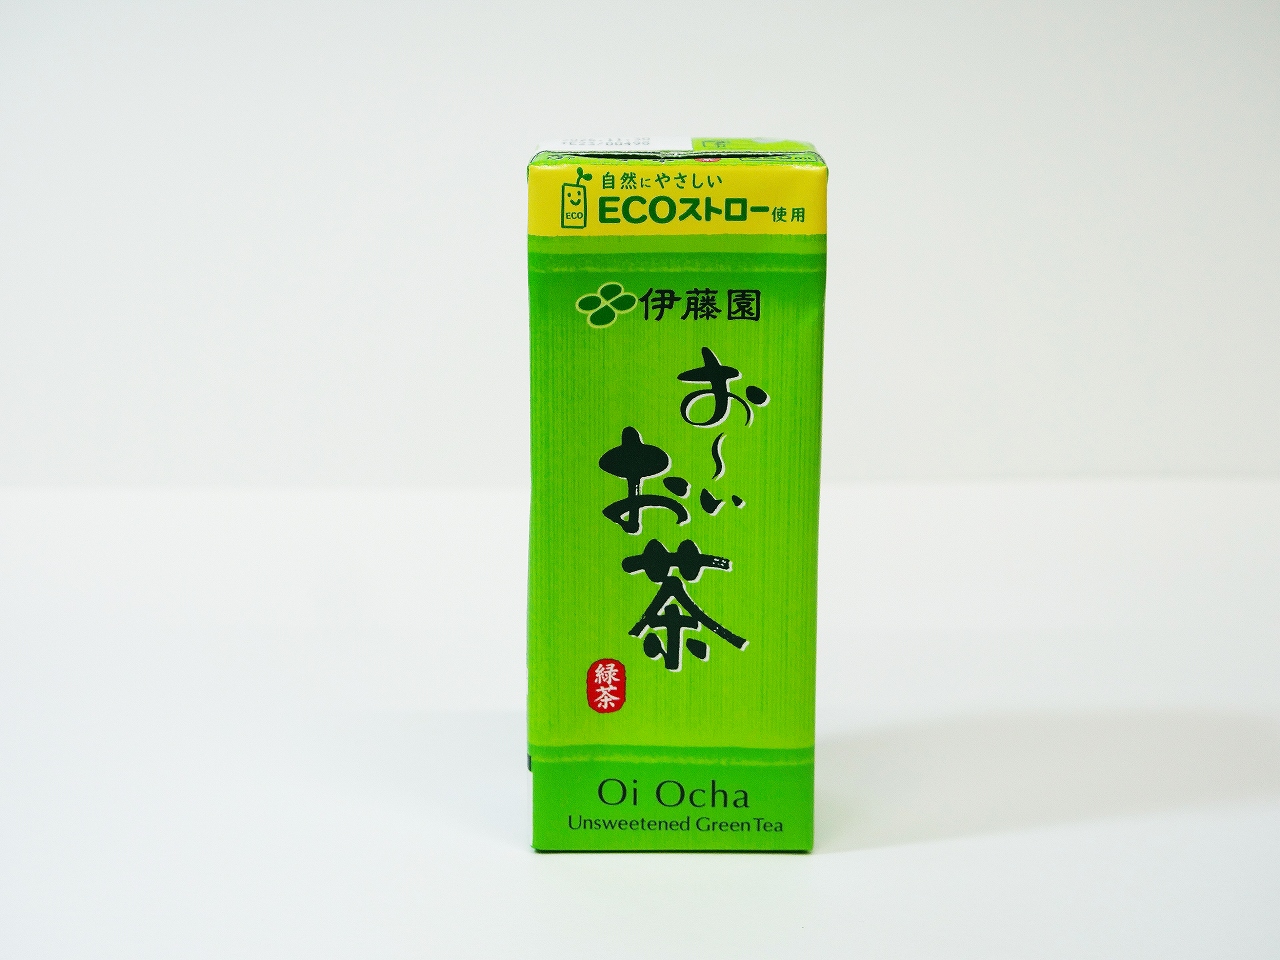 自然にやさしい
ECO
ECOストロー使用
伊藤園
お〜い
お茶
緑茶
Oi Ocha
Unsweetened Green Tea